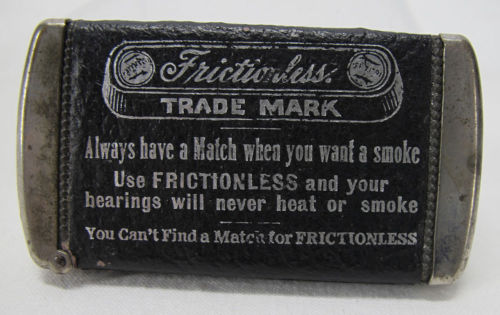 Frictionless.
TRADE MARK
Always have a Match when you want a smoke
Use FRICTIONLESS and your
bearings will never heat or smoke
You Can't Find a Match for FRICTIONLESS